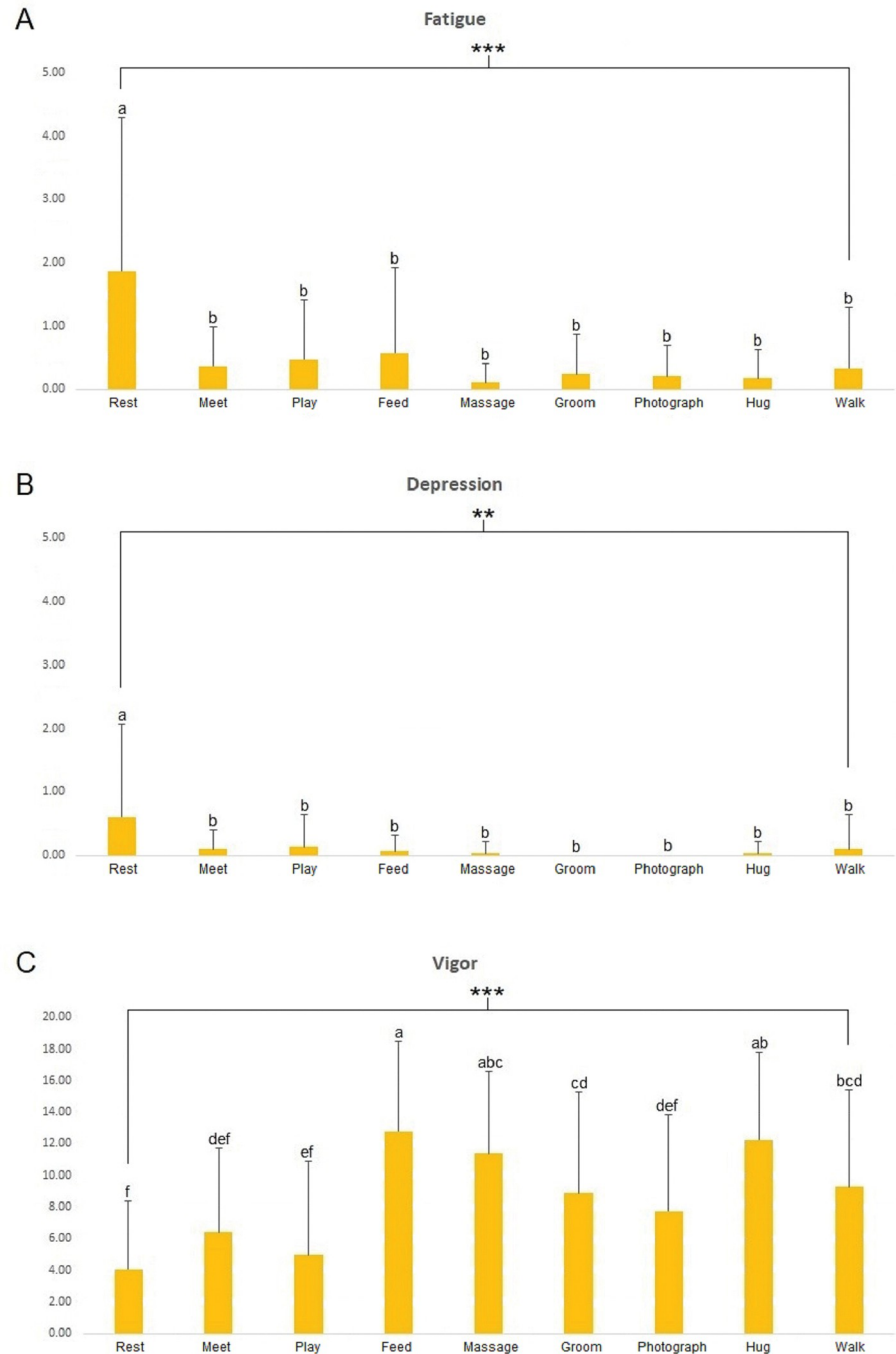 A
Fatigue
***
5.00
a
4.00
3.00
2.00
b
b
b
1.00
b
b
b
b
b
0.00
Rest Meet Play Feed Massage Groom Photograph Hug Walk
B
Depression
**
5.00
4.00
3.00
2.00
a
1.00
b b b b b b b b
0.00
Rest Meet Play Feed Massage Groom Photograph Hug Walk
C
Vigor
***
20.00
18.00
a
ab
abc
16.00
cd
bcd
14.00
def
def
12.00
ef
10.00
f
8.00
6.00
4.00
2.00
0.00
Rest Meet Play Feed Massage Groom Photograph Hug Walk